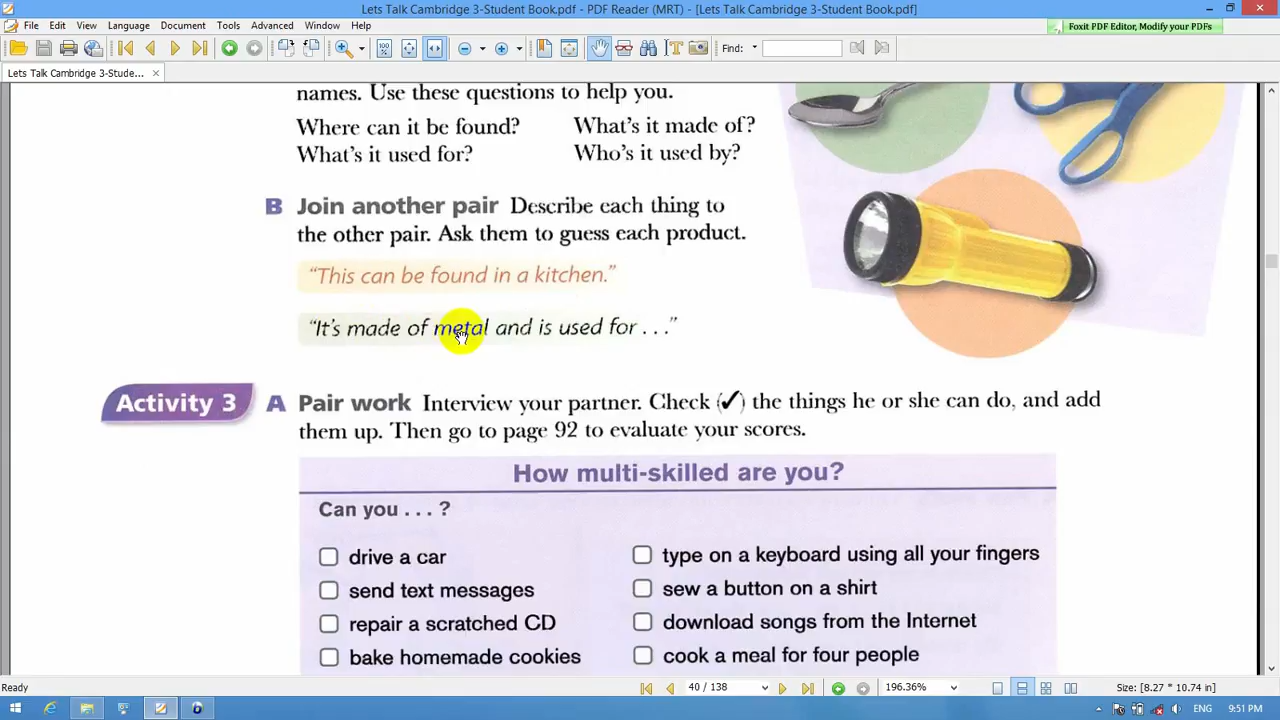 Lets Talk Cambridge 3-Student Book.pdf - PDF Reader (MRT) - [Lets Talk Cambridge 3-Student Book.pdf]
File Edit View Language Document Tools Advanced Window Help
Foxit PDF Editor, Modify your PDFs
Find:
Lets Talk Cambridge 3-Stude... ×
names. Use these questions to help you.
Where can it be found? What's it made of?
What's it used for? Who's it used by?
B Join another pair Describe each thing to
the other pair. Ask them to guess each product.
"This can be found in a kitchen."
"It's made of metal and is used for . . ."
Activity 3 A Pair work Interview your partner. Check (✓) the things he or she can do, and add
them up. Then go to page 92 to evaluate your scores.
How multi-skilled are you?
Can you . . . ?
drive a car type on a keyboard using all your fingers
send text messages sew a button on a shirt
repair a scratched CD download songs from the Internet
bake homemade cookies cook a meal for four people
Ready 40 / 138 196.36% Size: [8.27 * 10.74 in]
ENG 9:51 PM